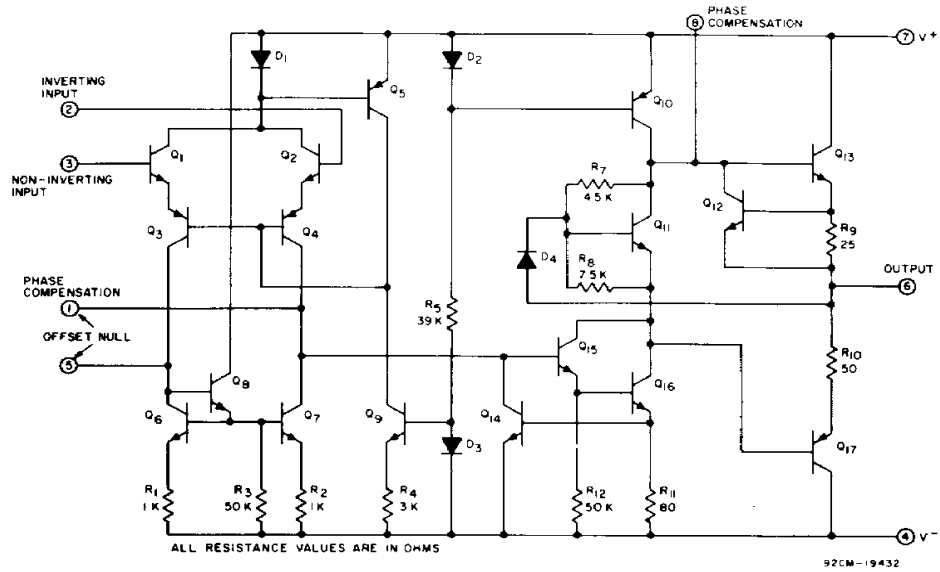 8 PHASE
COMPENSATION
7 V+
D1
D2
INVERTING
INPUT
2
Q5
Q10
3
NON-INVERTING
INPUT
Q1
Q2
Q13
R7
4.5 K
Q12
Q3
Q4
Q11
R9
25
D4
R8
7.5 K
OUTPUT
6
PHASE
COMPENSATION
1
OFFSET NULL
5
R5
39 K
R10
50
Q15
Q8
Q16
Q6
Q7
Q9
Q14
D3
Q17
R1
1 K
R3
50 K
R2
1 K
R4
3 K
R12
50 K
R11
80
4 V-
ALL RESISTANCE VALUES ARE IN OHMS
92CM-19432